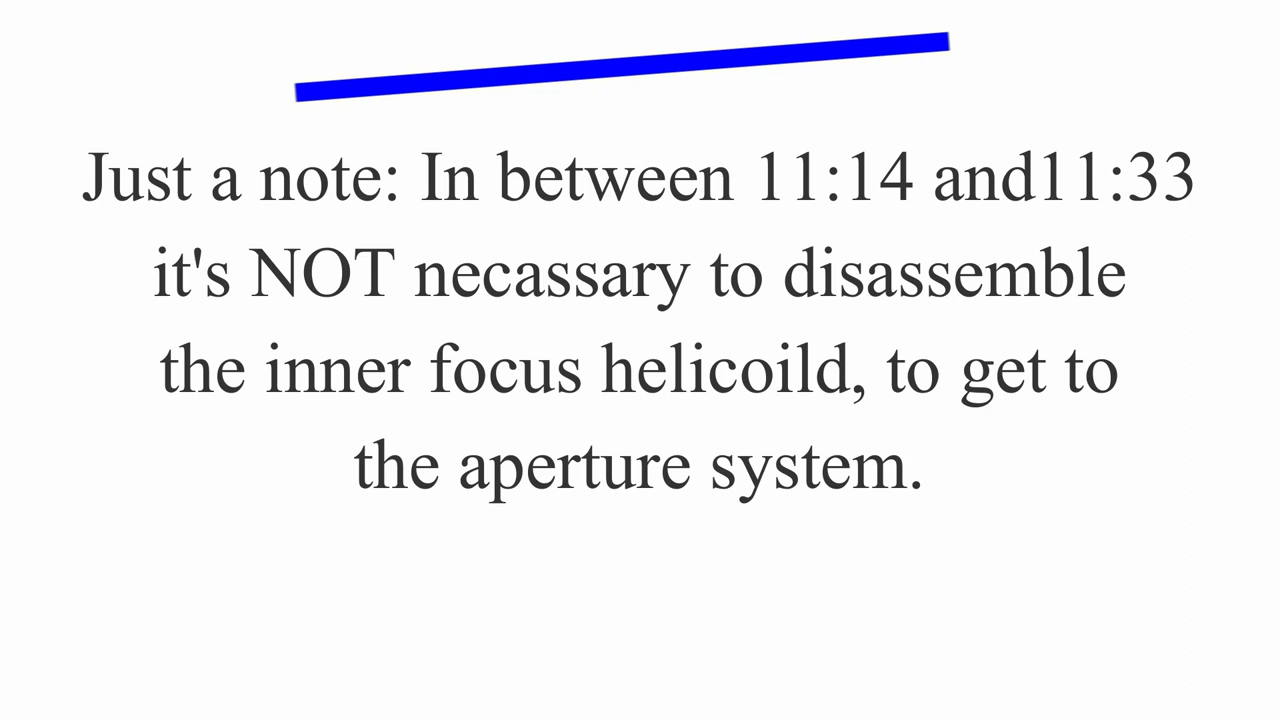 Just a note: In between 11:14 and11:33
it's NOT necassary to disassemble
the inner focus helicoild, to get to
the aperture system.